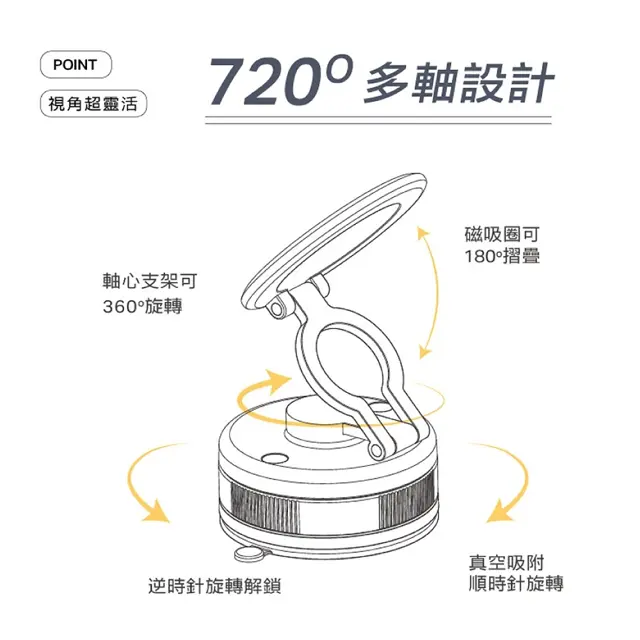 POINT
視角超靈活
720° 多軸設計
磁吸圈可
180°摺疊
軸心支架可
360°旋轉
真空吸附
順時針旋轉
逆時針旋轉解鎖